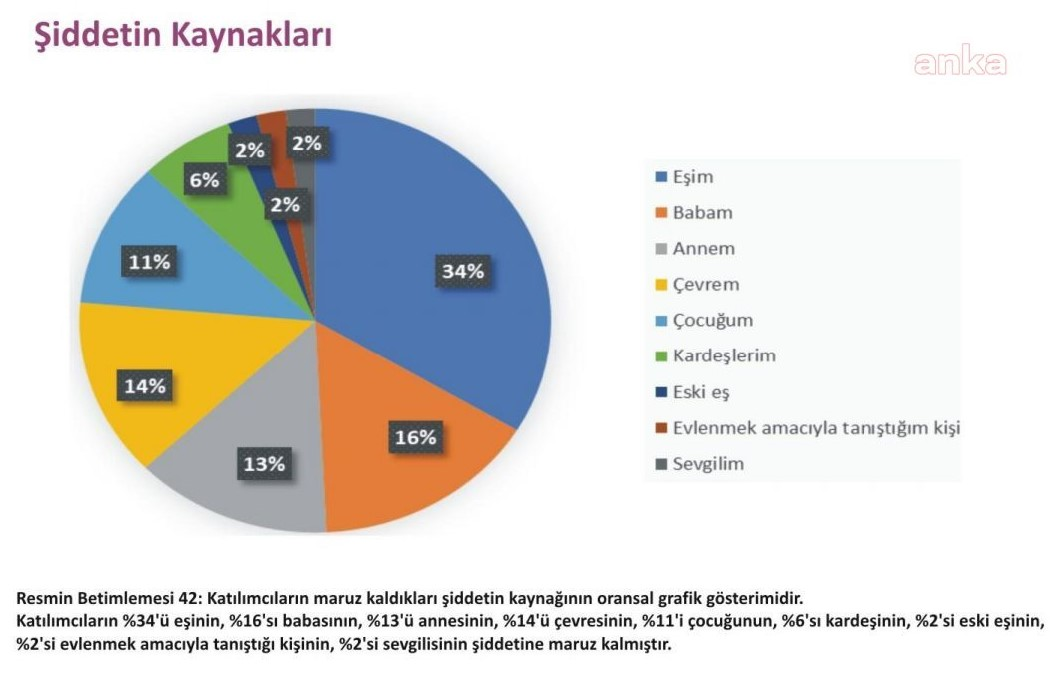 Şiddetin Kaynakları
anka
2%
2%
6%
2%
11%
34%
14%
16%
13%
Eşim
Babam
Annem
Çevrem
Çocuğum
Kardeşlerim
Eski eş
Evlenmek amacıyla tanıştığım kişi
Sevgilim
Resmin Betimlemesi 42: Katılımcıların maruz kaldıkları şiddetin kaynağının oransal grafik gösterimidir.
Katılımcıların %34'ü eşinin, %16'sı babasının, %13'ü annesinin, %14'ü çevresinin, %11'i çocuğunun, %6'sı kardeşinin, %2'si eski eşinin,
%2'si evlenmek amacıyla tanıştığı kişinin, %2'si sevgilisinin şiddetine maruz kalmıştır.